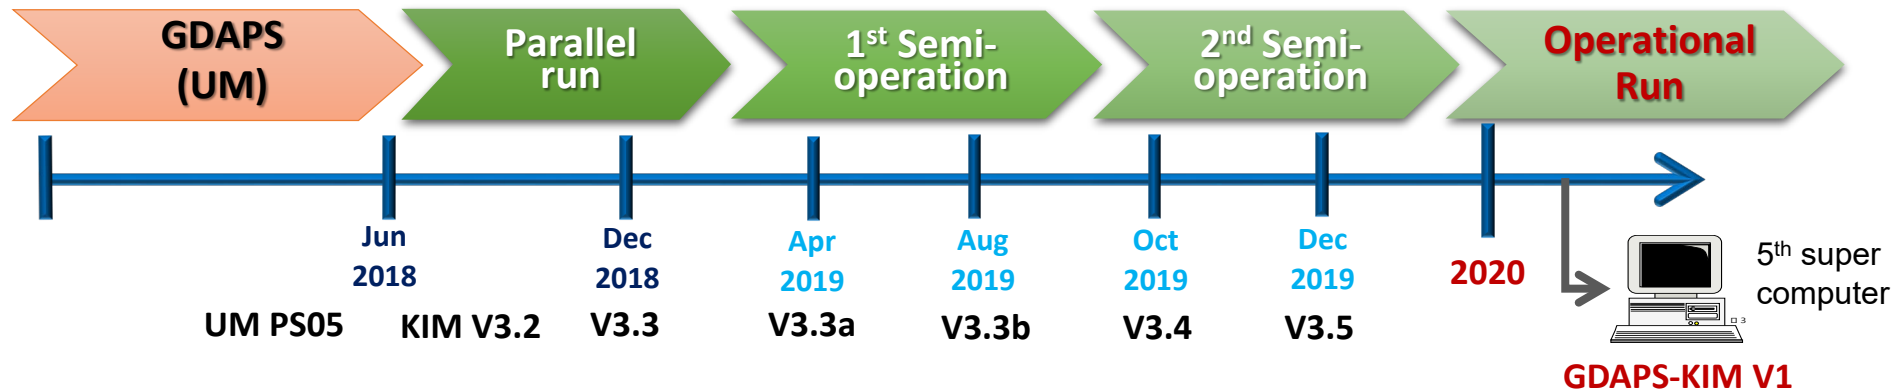 GDAPS
(UM)
Parallel
run
1st Semi-
operation
2nd Semi-
operation
Operational
Run
Jun
2018
Dec
2018
Apr
2019
Aug
2019
Oct
2019
Dec
2019
2020
5th super
computer
UM PS05
KIM V3.2
V3.3
V3.3a
V3.3b
V3.4
V3.5
3
GDAPS-KIM V1